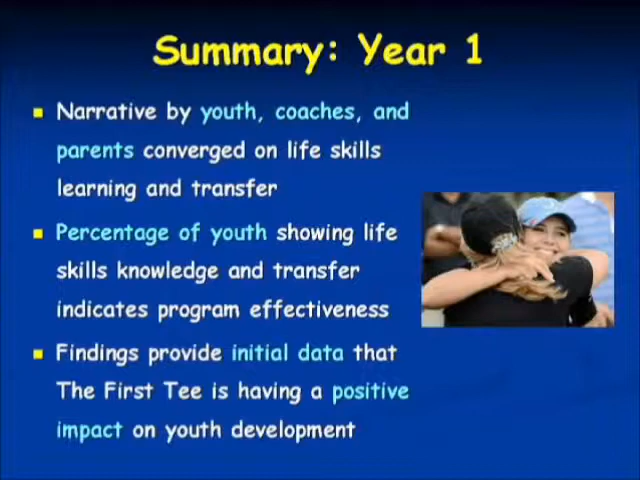 Summary: Year 1
Narrative by youth, coaches, and
parents converged on life skills
learning and transfer
Percentage of youth showing life
skills knowledge and transfer
indicates program effectiveness
Findings provide initial data that
The First Tee is having a positive
impact on youth development